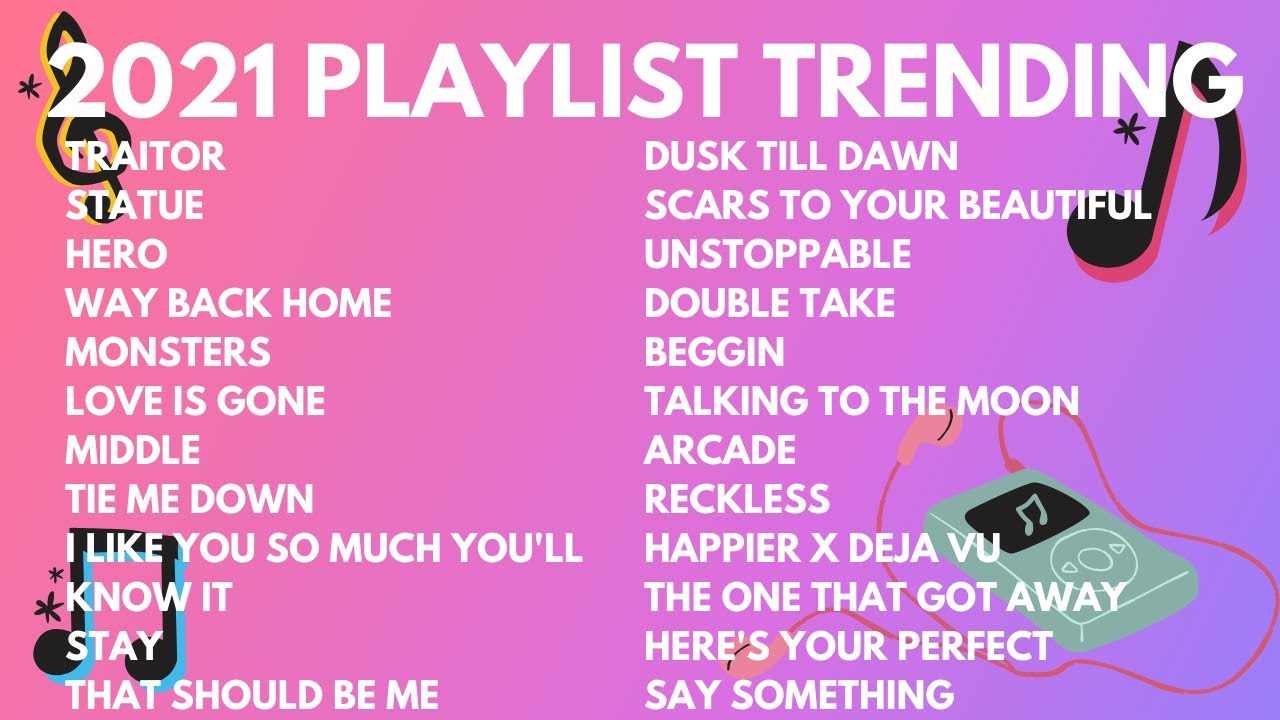 2021 PLAYLIST TRENDING
TRAITOR
STATUE
HERO
WAY BACK HOME
MONSTERS
LOVE IS GONE
MIDDLE
TIE ME DOWN
I LIKE YOU SO MUCH YOU'LL
KNOW IT
STAY
THAT SHOULD BE ME
DUSK TILL DAWN
SCARS TO YOUR BEAUTIFUL
UNSTOPPABLE
DOUBLE TAKE
BEGGIN
TALKING TO THE MOON
ARCADE
RECKLESS
HAPPIER X DEJA VU
THE ONE THAT GOT AWAY
HERE'S YOUR PERFECT
SAY SOMETHING